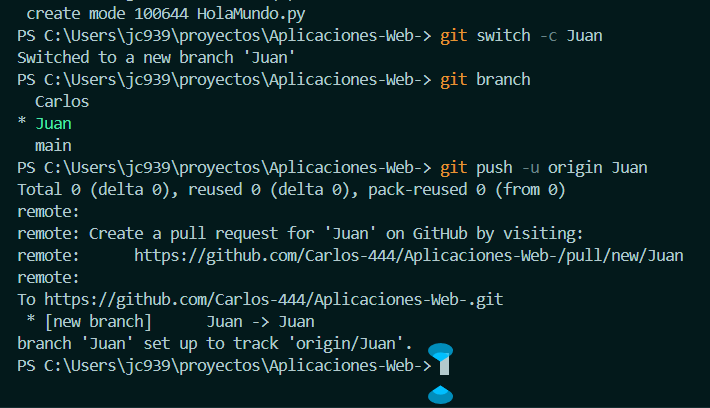 create mode 100644 HolaMundo.py
PS C:\Users\jc939\proyectos\Aplicaciones-Web-> git switch -c Juan
Switched to a new branch 'Juan'
PS C:\Users\jc939\proyectos\Aplicaciones-Web-> git branch
  Carlos
* Juan
  main
PS C:\Users\jc939\proyectos\Aplicaciones-Web-> git push -u origin Juan
Total 0 (delta 0), reused 0 (delta 0), pack-reused 0 (from 0)
remote:
remote: Create a pull request for 'Juan' on GitHub by visiting:
remote:      https://github.com/Carlos-444/Aplicaciones-Web-/pull/new/Juan
remote:
To https://github.com/Carlos-444/Aplicaciones-Web-.git
 * [new branch]      Juan -> Juan
branch 'Juan' set up to track 'origin/Juan'.
PS C:\Users\jc939\proyectos\Aplicaciones-Web->